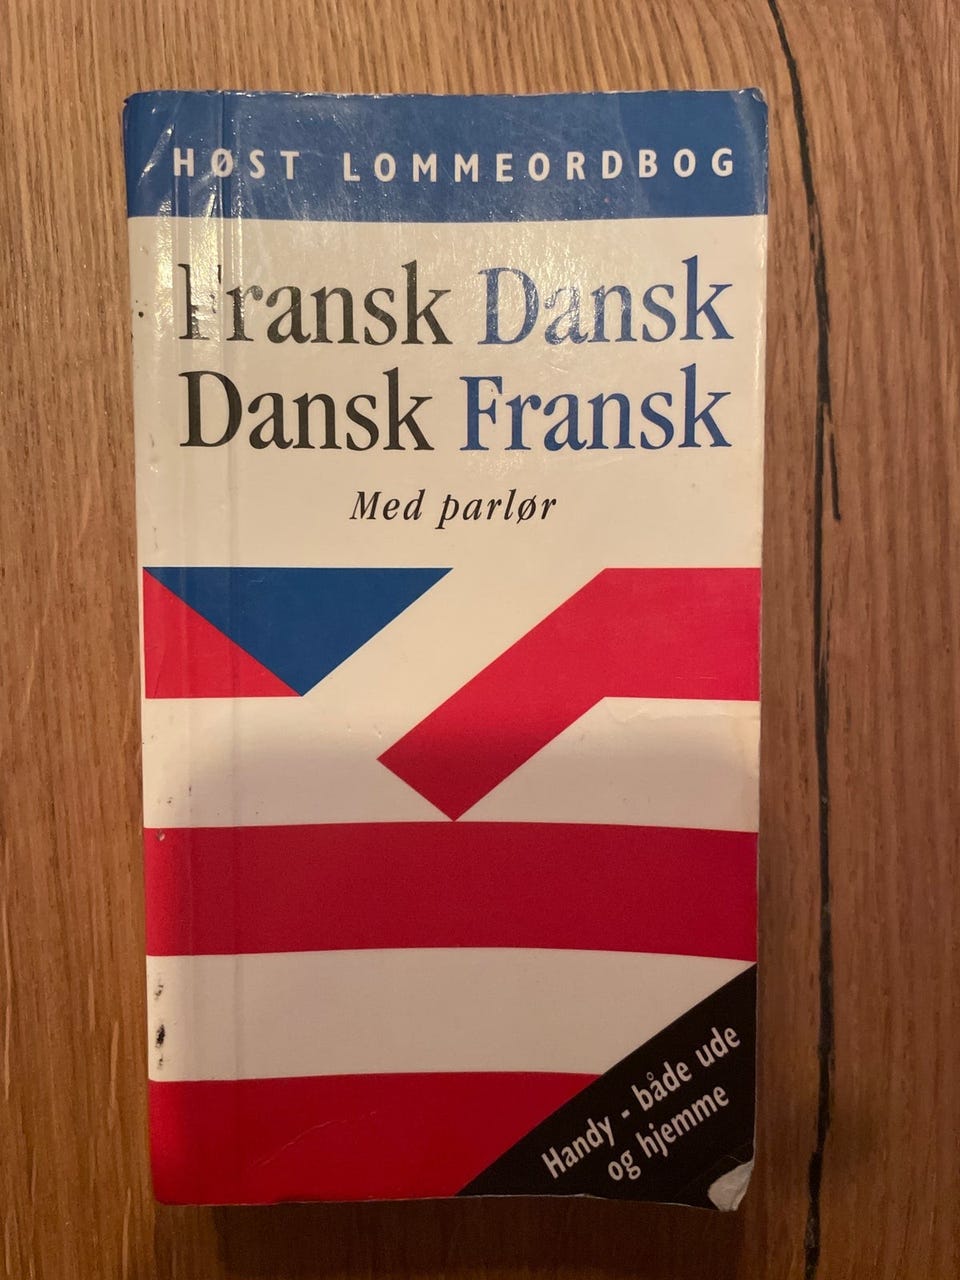 HØST LOMMEORDBOG
Fransk Dansk
Dansk Fransk
Med parlør
Handy - både ude
og hjemme